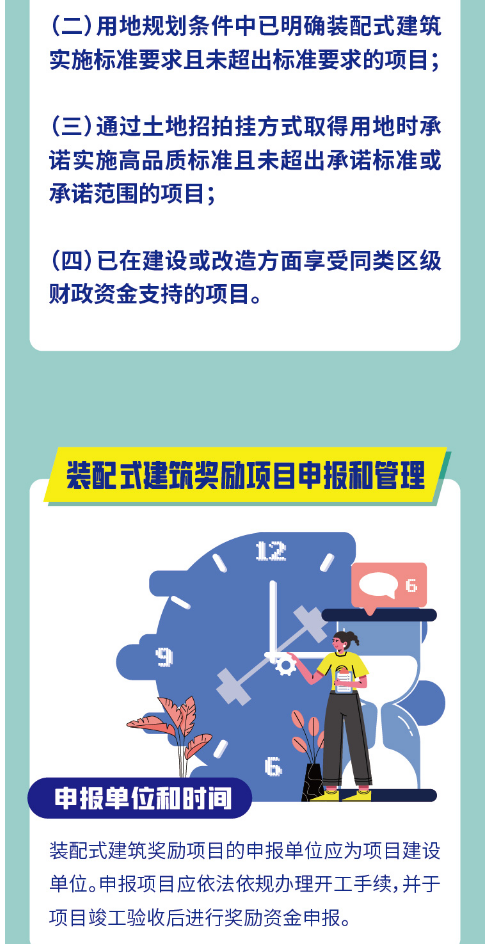 （二）用地规划条件中已明确装配式建筑
实施标准要求且未超出标准要求的项目；
（三）通过土地招拍挂方式取得用地时承
诺实施高品质标准且未超出承诺标准或
承诺范围的项目；
（四）已在建设或改造方面享受同类区级
财政资金支持的项目。
装配式建筑奖励项目申报和管理
12
6
9
6
申报单位和时间
装配式建筑奖励项目的申报单位应为项目建设
单位。申报项目应依法依规办理开工手续，并于
项目竣工验收后进行奖励资金申报。